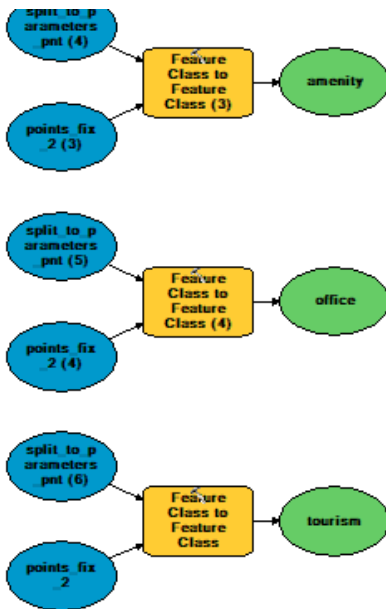 split_to_p
arameters
_pnt (4)
Feature
Class to
Feature
Class (3)
amenity
points_fix
_2 (3)
split_to_p
arameters
_pnt (5)
Feature
Class to
Feature
Class (4)
office
points_fix
_2 (4)
split_to_p
arameters
_pnt (6)
Feature
Class to
Feature
Class
tourism
points_fix
_2